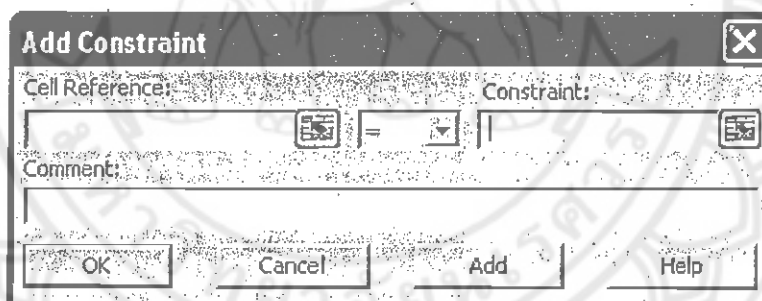 Add Constraint
Cell Reference: Constraint:
=
Comment:
OK Cancel Add Help